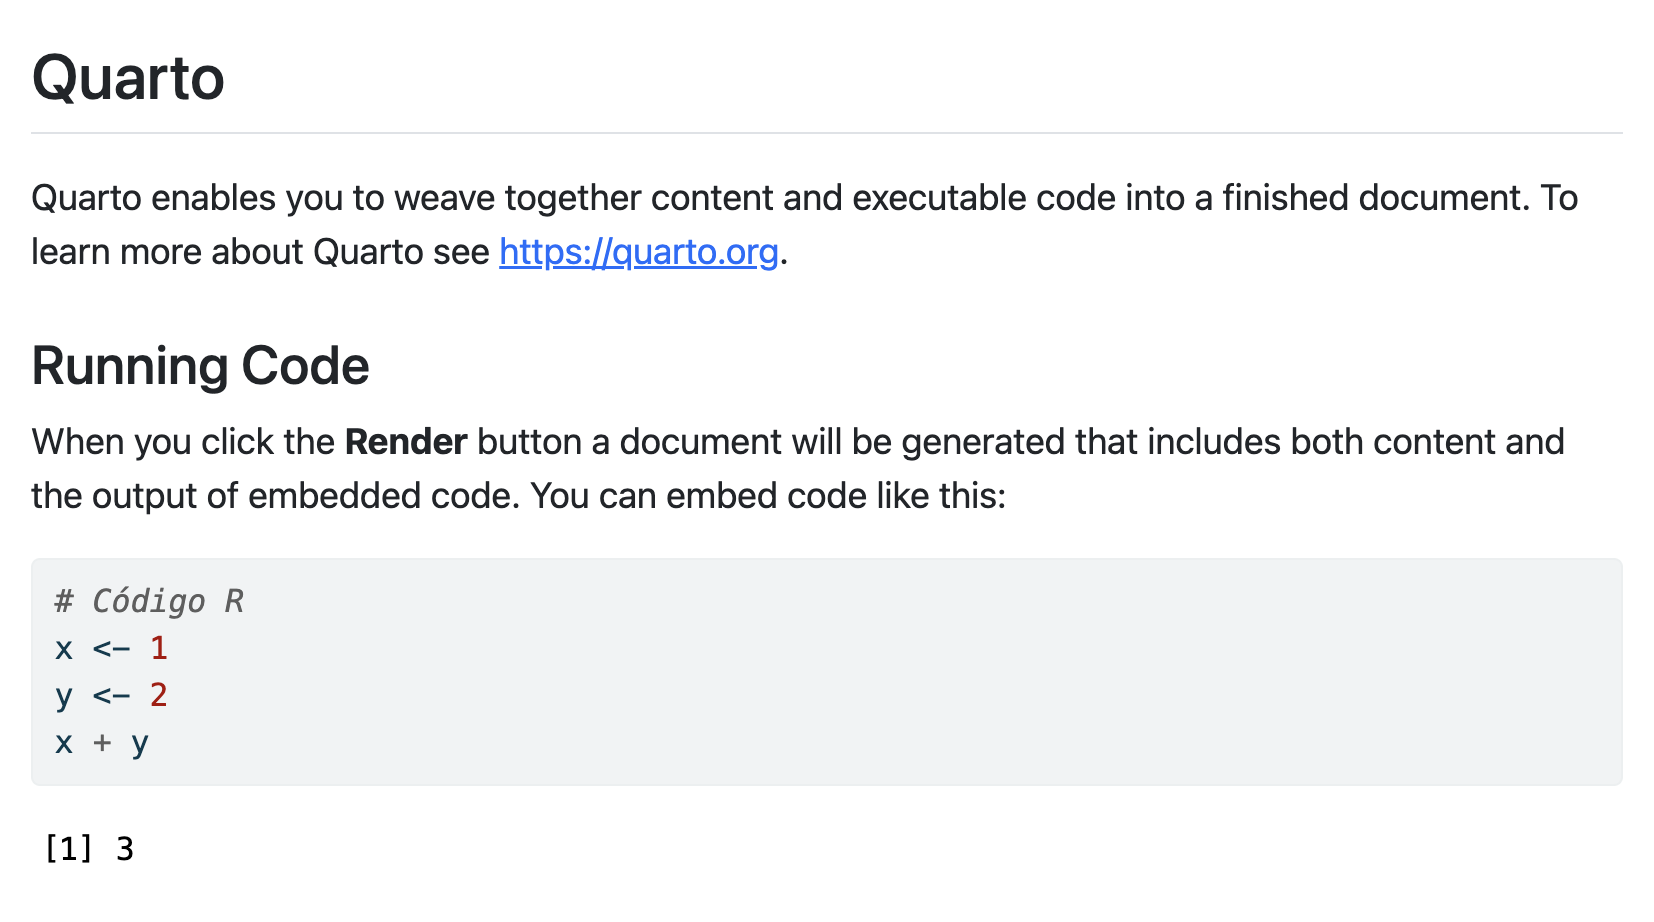 Quarto
Quarto enables you to weave together content and executable code into a finished document. To
learn more about Quarto see https://quarto.org.
Running Code
When you click the Render button a document will be generated that includes both content and
the output of embedded code. You can embed code like this:
# Código R
x <- 1
y <- 2
x + y
[1] 3